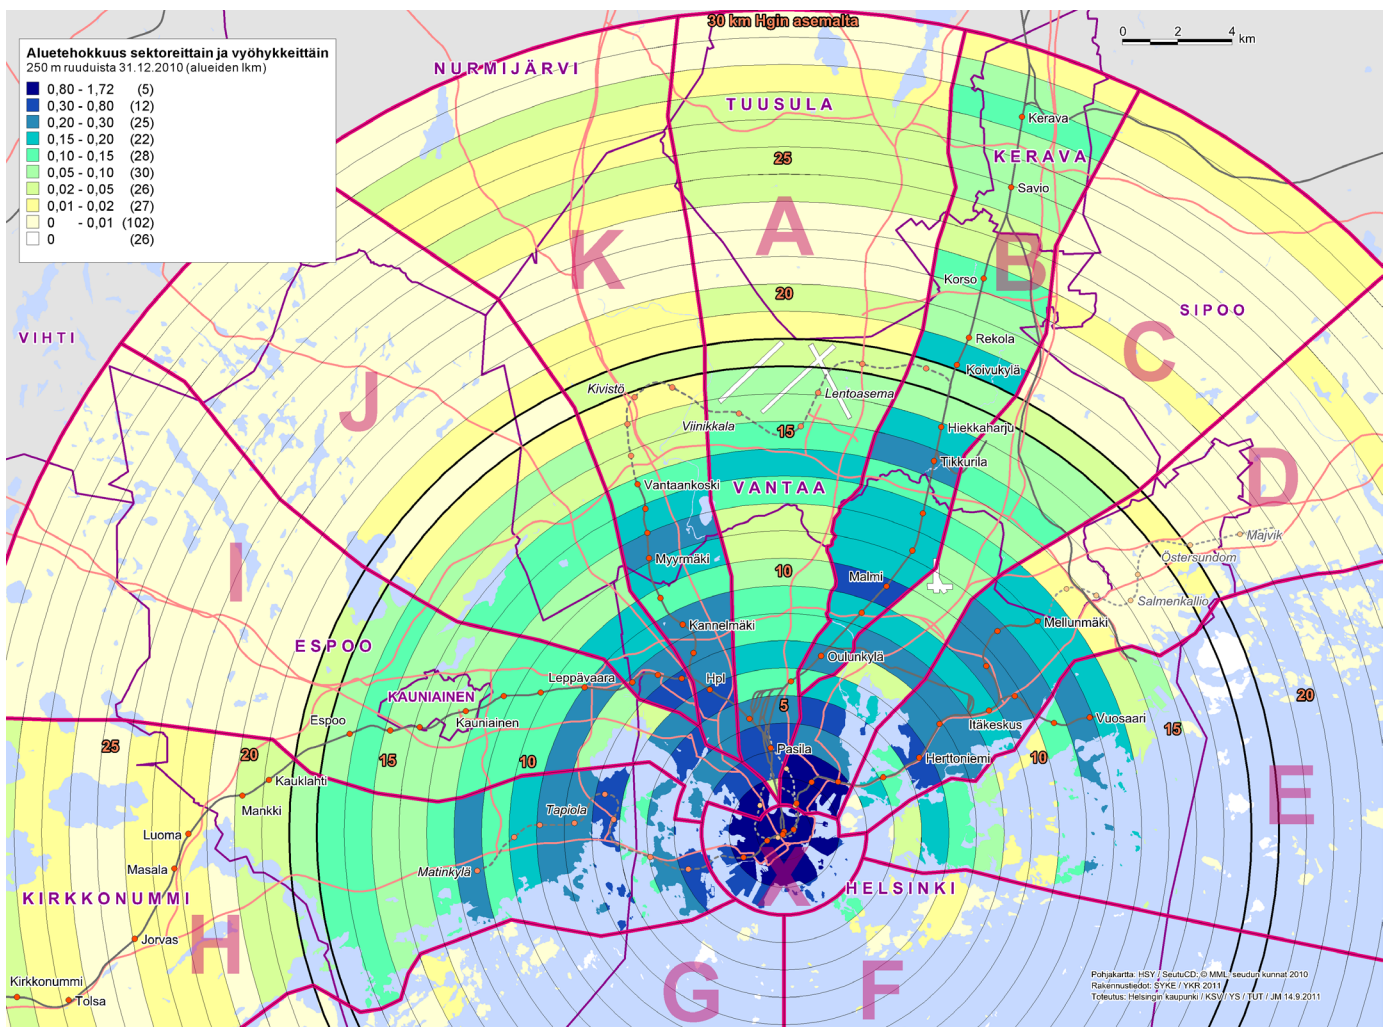 30 km Hgin asemalta
0 2 4
km
Aluetehokkuus sektoreittain ja vyöhykkeittäin
250 m ruuduista 31.12.2010 (alueiden lkm)
0,80 - 1,72 (5)
0,30 - 0,80 (12)
0,20 - 0,30 (25)
0,15 - 0,20 (22)
0,10 - 0,15 (28)
0,05 - 0,10 (30)
0,02 - 0,05 (26)
0,01 - 0,02 (27)
0 - 0,01 (102)
0 (26)
NURMIJÄRVI
TUUSULA
Kerava
KERAVA
25
Savio
A
K
B
Korso
20
SIPOO
VIHTI
Rekola
C
Koivukylä
J
Kivistö
Lentoasema
Viinikkala
15
Hiekkaharju
Tikkurila
D
Vantaankoski
VANTAA
Majvik
Östersundom
Myyrmäki
10
Malmi
I
Salmenkallio
Kannelmäki
Mellunmäki
ESPOO
Oulunkylä
Leppävaara
Hpl
KAUNIAINEN
20
5
Espoo
Kauniainen
Itäkeskus
Vuosaari
15
25
20
15
10
Pasila
Herttoniemi
10
E
Kauklahti
Mankki
Tapiola
Luoma
Masala
Matinkylä
X
HELSINKI
KIRKKONUMMI
H
Jorvas
G
F
Kirkkonummi
Tolsa
Pohjakartta: HSY / SeutuCD; © MML, seudun kunnat 2010
Rakennustiedot: SYKE / YKR 2011
Toteutus: Helsingin kaupunki / KSV / YS / TUT / JM 14.9.2011